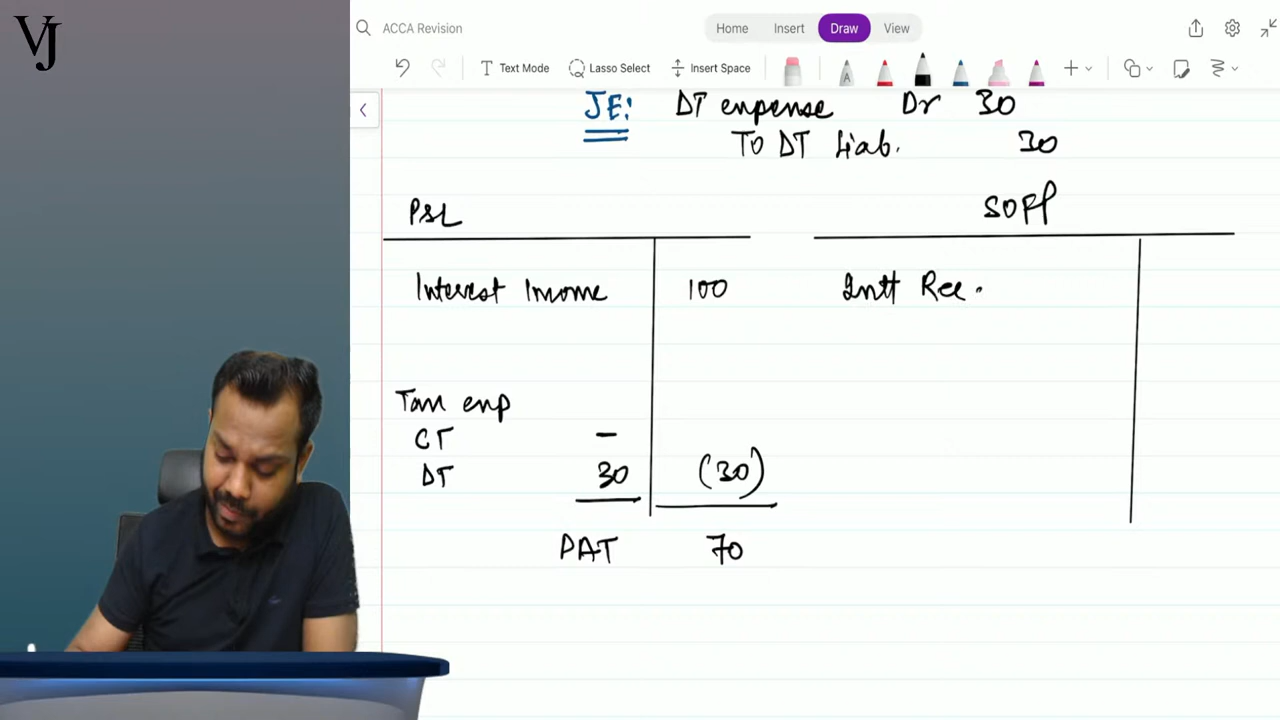 VJ
ACCA Revision
Home Insert Draw View
Text Mode Lasso Select Insert Space
JE: DT expense Dr 30
To DT Liab. 30
P&L
SOFP
Interest Income 100
Intt Rec.
Tax exp
CT –
DT 30 (30)
PAT 70